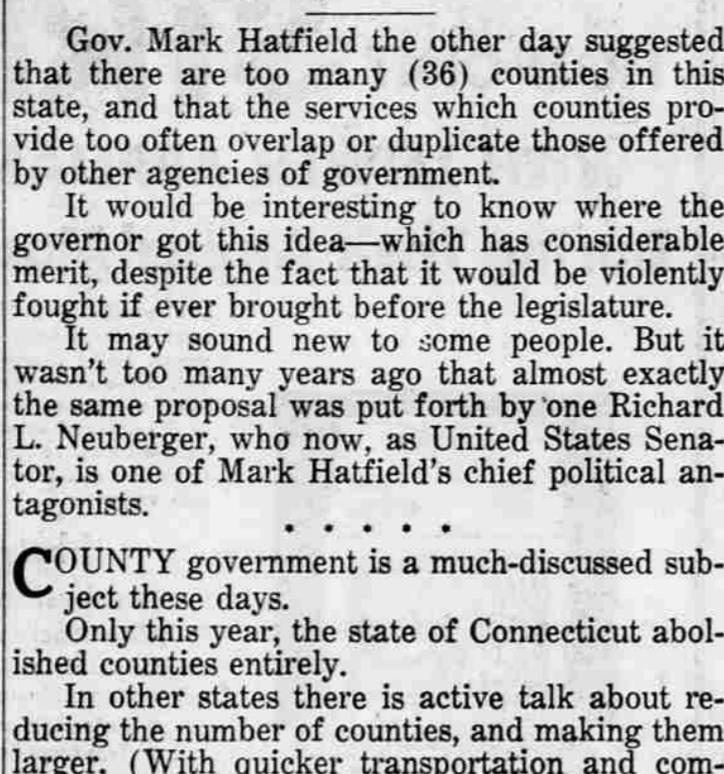 Gov. Mark Hatfield the other day suggested
that there are too many (36) counties in this
state, and that the services which counties pro-
vide too often overlap or duplicate those offered
by other agencies of government.
It would be interesting to know where the
governor got this idea—which has considerable
merit, despite the fact that it would be violently
fought if ever brought before the legislature.
It may sound new to some people. But it
wasn't too many years ago that almost exactly
the same proposal was put forth by one Richard
L. Neuberger, who now, as United States Sena-
tor, is one of Mark Hatfield's chief political an-
tagonists.
• • • • •
COUNTY government is a much-discussed sub-
ject these days.
Only this year, the state of Connecticut abol-
ished counties entirely.
In other states there is active talk about re-
ducing the number of counties, and making them
larger. (With quicker transportation and com-